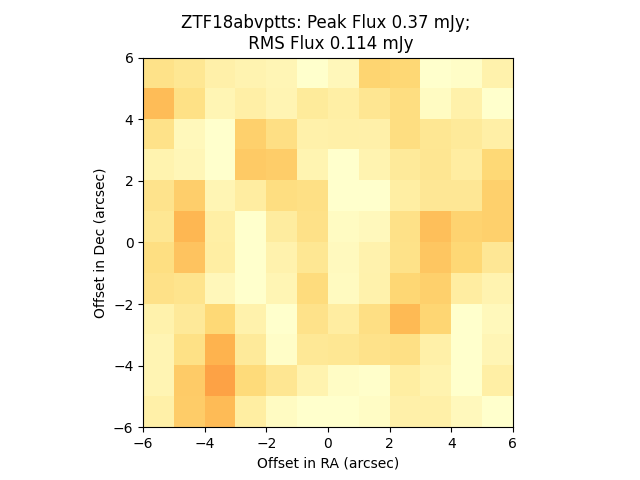 ZTF18abvptts: Peak Flux 0.37 mJy;
RMS Flux 0.114 mJy
6
4
2
0
−2
−4
−6
Offset in Dec (arcsec)
−6 −4 −2 0 2 4 6
Offset in RA (arcsec)